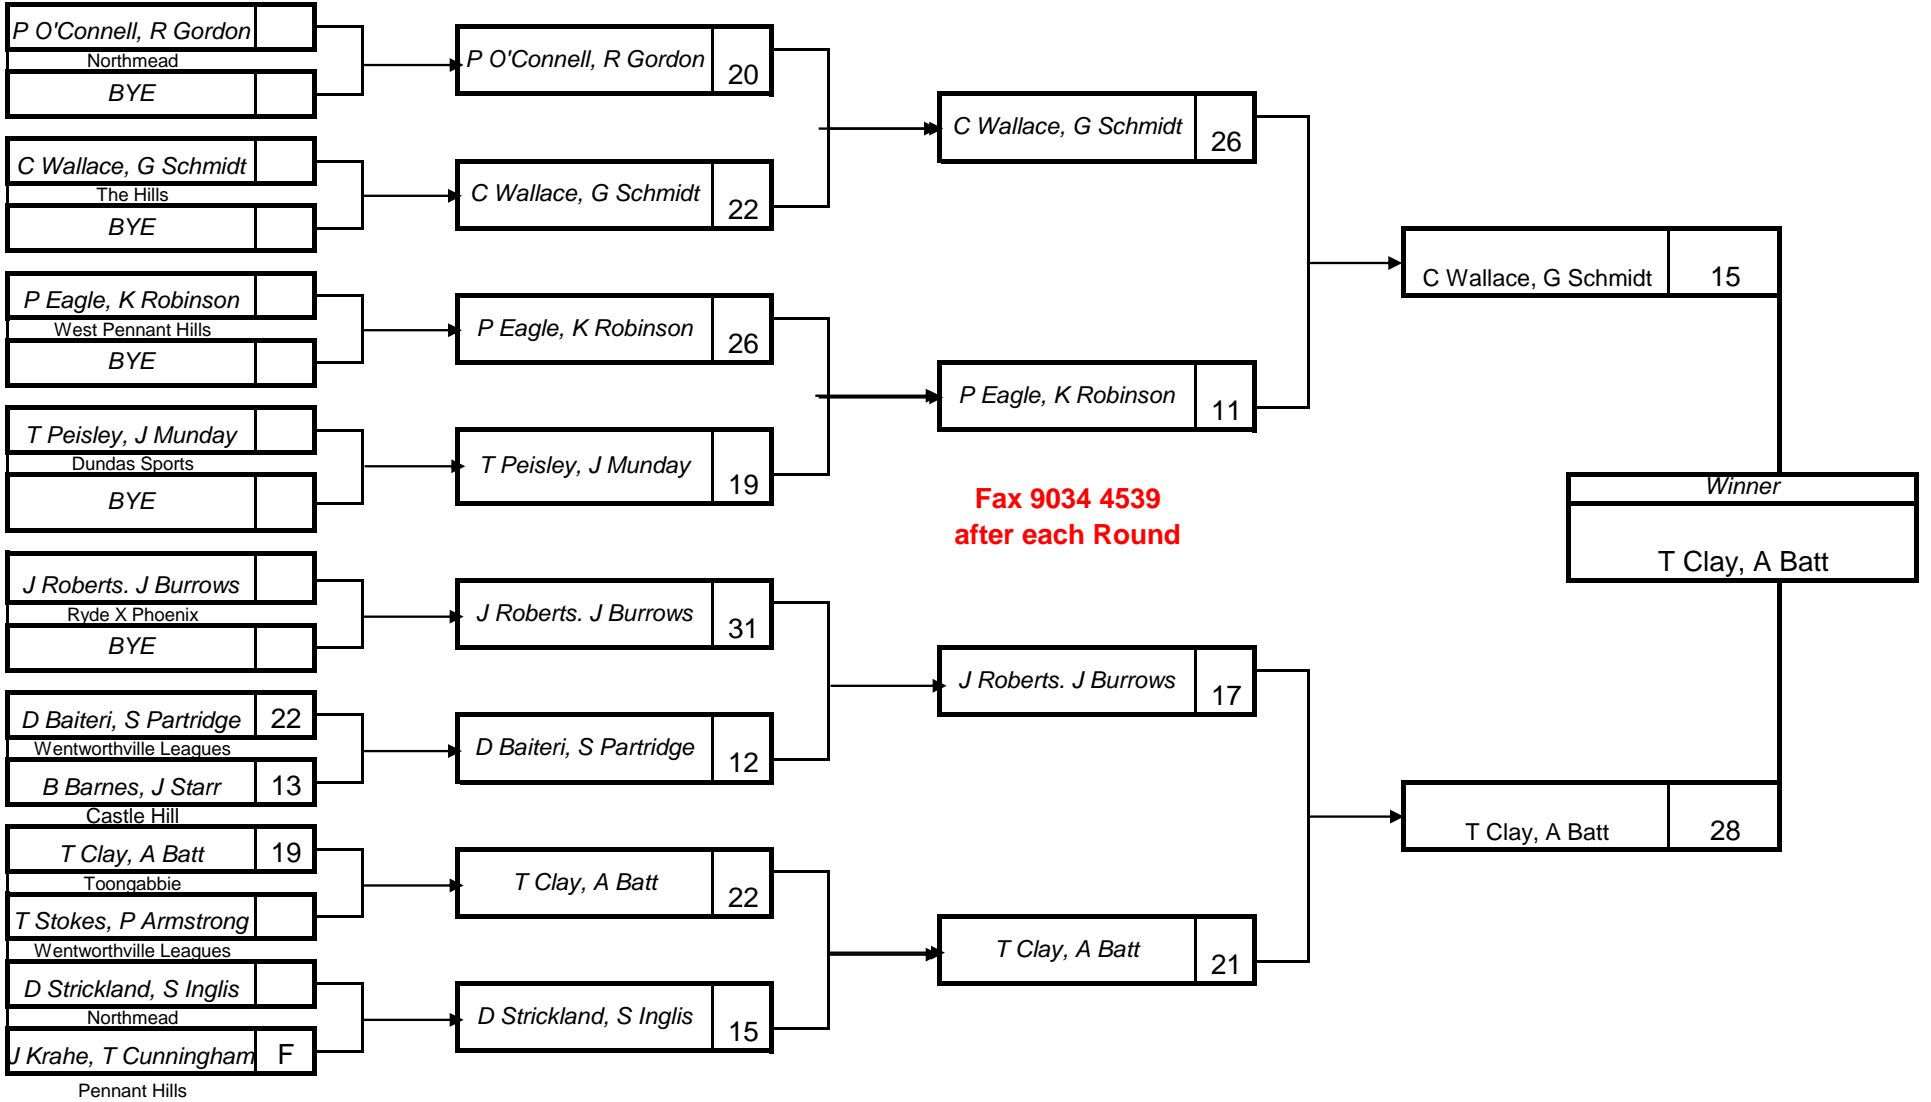 P O'Connell, R Gordon
Northmead
BYE
C Wallace, G Schmidt
The Hills
BYE
P Eagle, K Robinson
West Pennant Hills
BYE
T Peisley, J Munday
Dundas Sports
BYE
J Roberts. J Burrows
Ryde X Phoenix
BYE
D Baiteri, S Partridge 22
Wentworthville Leagues
B Barnes, J Starr 13
Castle Hill
T Clay, A Batt 19
Toongabbie
T Stokes, P Armstrong
Wentworthville Leagues
D Strickland, S Inglis
Northmead
J Krahe, T Cunningham F
Pennant Hills
P O'Connell, R Gordon 20
C Wallace, G Schmidt 22
P Eagle, K Robinson 26
T Peisley, J Munday 19
J Roberts. J Burrows 31
D Baiteri, S Partridge 12
T Clay, A Batt 22
D Strickland, S Inglis 15
C Wallace, G Schmidt 26
P Eagle, K Robinson 11
Fax 9034 4539
after each Round
J Roberts. J Burrows 17
T Clay, A Batt 21
C Wallace, G Schmidt 15
T Clay, A Batt 28
Winner
T Clay, A Batt